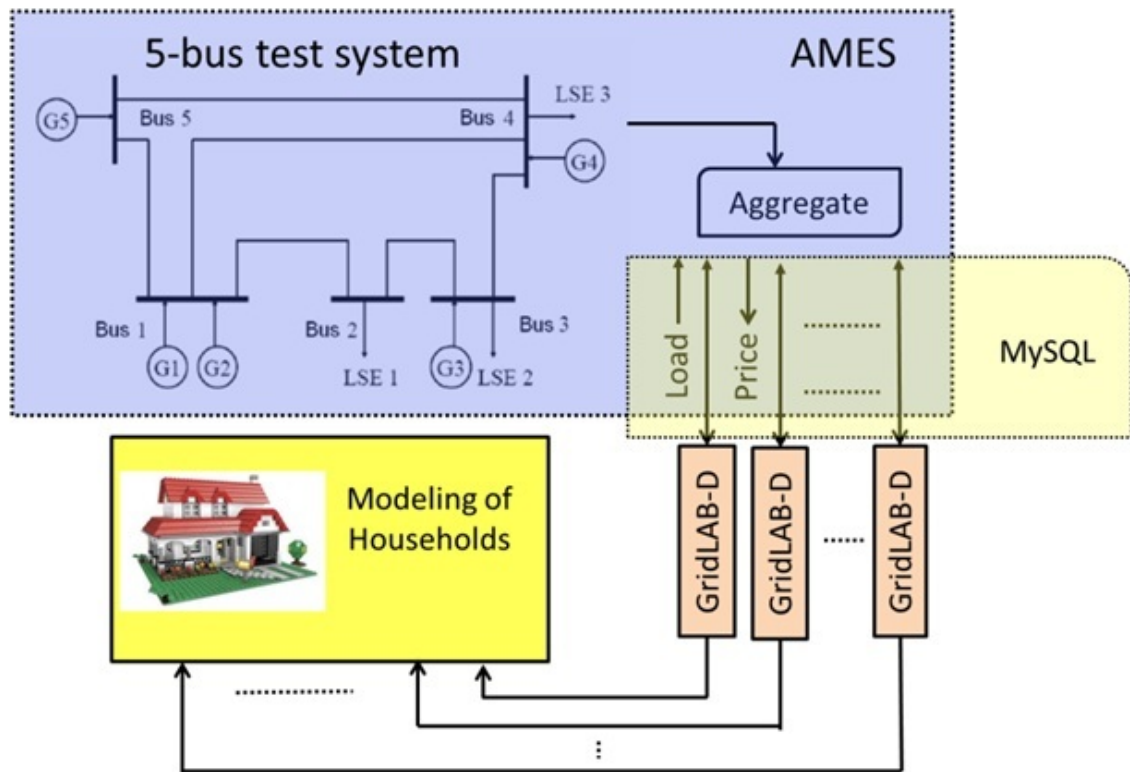 5-bus test system
AMES
LSE 3
G5
Bus 5
Bus 4
G4
Aggregate
Bus 1
Bus 2
Bus 3
G1
G2
LSE 1
G3
LSE 2
Load
Price
MySQL
Modeling of
Households
GridLAB-D
GridLAB-D
GridLAB-D